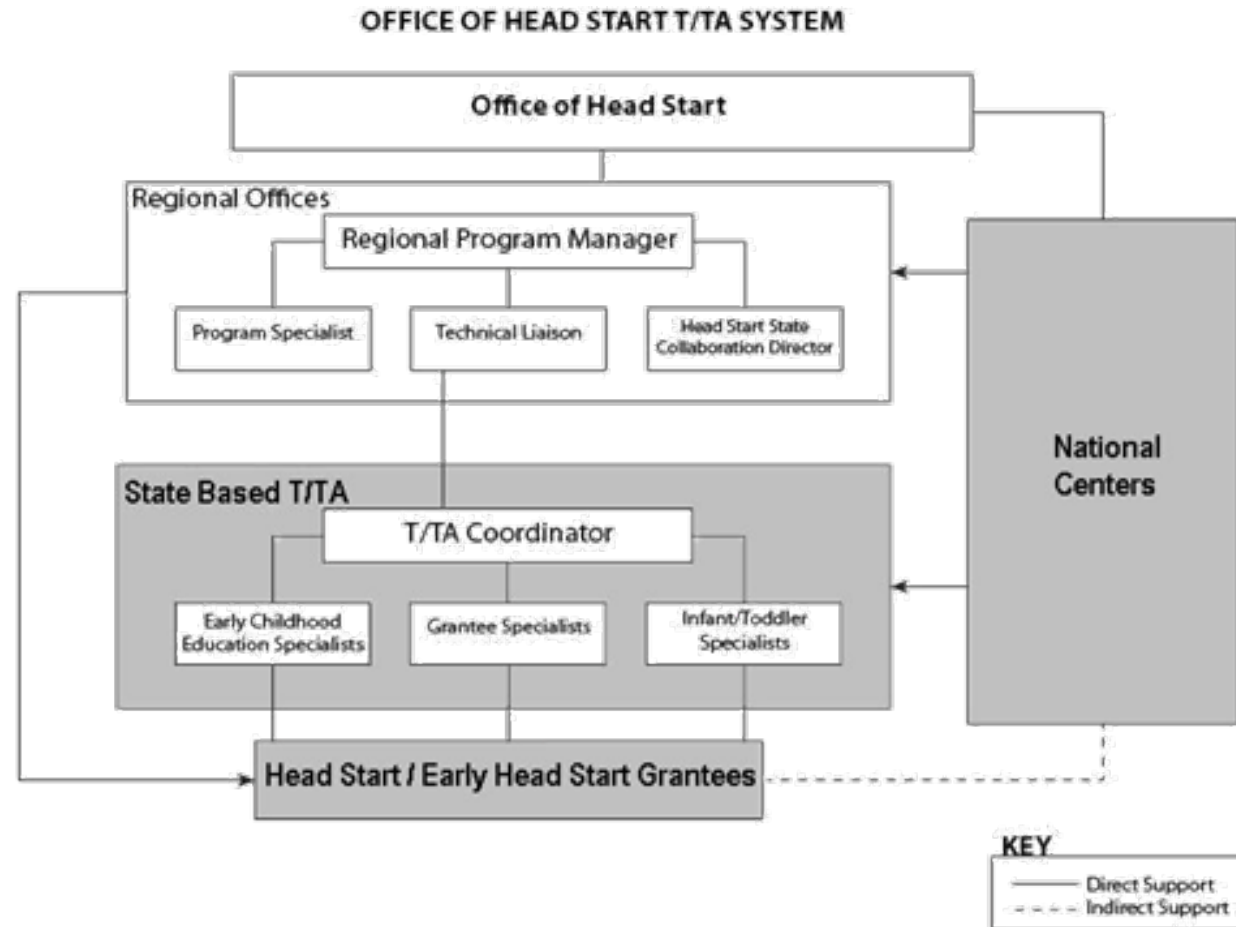 OFFICE OF HEAD START T/TA SYSTEM
Office of Head Start
Regional Offices
Regional Program Manager
Program Specialist
Technical Liaison
Head Start State
Collaboration Director
National
Centers
State Based T/TA
T/TA Coordinator
Early Childhood
Education Specialists
Grantee Specialists
Infant/Toddler
Specialists
Head Start / Early Head Start Grantees
KEY
Direct Support
Indirect Support